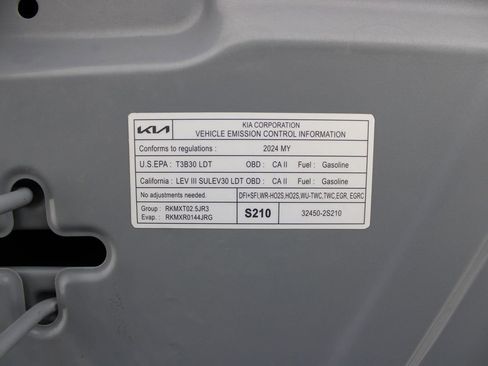 KIA
KIA CORPORATION
VEHICLE EMISSION CONTROL INFORMATION
Conforms to regulations : 2024 MY
U.S.EPA : T3B30 LDT OBD : CA II Fuel : Gasoline
California : LEV III SULEV30 LDT OBD : CA II Fuel : Gasoline
No adjustments needed. DFI+SFI,WR-HO2S,HO2S,WU-TWC,TWC,EGR, EGRC
Group : RKMXT02.5JR3
Evap. : RKMXR0144JRG
S210
32450-2S210